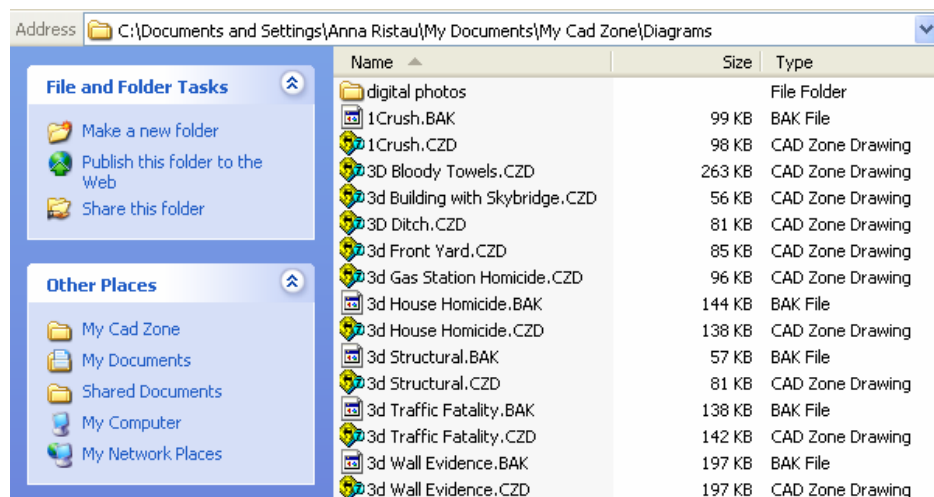 Address C:\Documents and Settings\Anna Ristau\My Documents\My Cad Zone\Diagrams
File and Folder Tasks
Make a new folder
Publish this folder to the
Web
Share this folder
Other Places
My Cad Zone
My Documents
Shared Documents
My Computer
My Network Places
Name Size Type
digital photos File Folder
1Crush.BAK 99 KB BAK File
1Crush.CZD 98 KB CAD Zone Drawing
3D Bloody Towels.CZD 263 KB CAD Zone Drawing
3d Building with Skybridge.CZD 56 KB CAD Zone Drawing
3D Ditch.CZD 81 KB CAD Zone Drawing
3d Front Yard.CZD 85 KB CAD Zone Drawing
3d Gas Station Homicide.CZD 96 KB CAD Zone Drawing
3d House Homicide.BAK 144 KB BAK File
3d House Homicide.CZD 138 KB CAD Zone Drawing
3d Structural.BAK 57 KB BAK File
3d Structural.CZD 81 KB CAD Zone Drawing
3d Traffic Fatality.BAK 138 KB BAK File
3d Traffic Fatality.CZD 142 KB CAD Zone Drawing
3d Wall Evidence.BAK 197 KB BAK File
3d Wall Evidence.CZD 197 KB CAD Zone Drawing